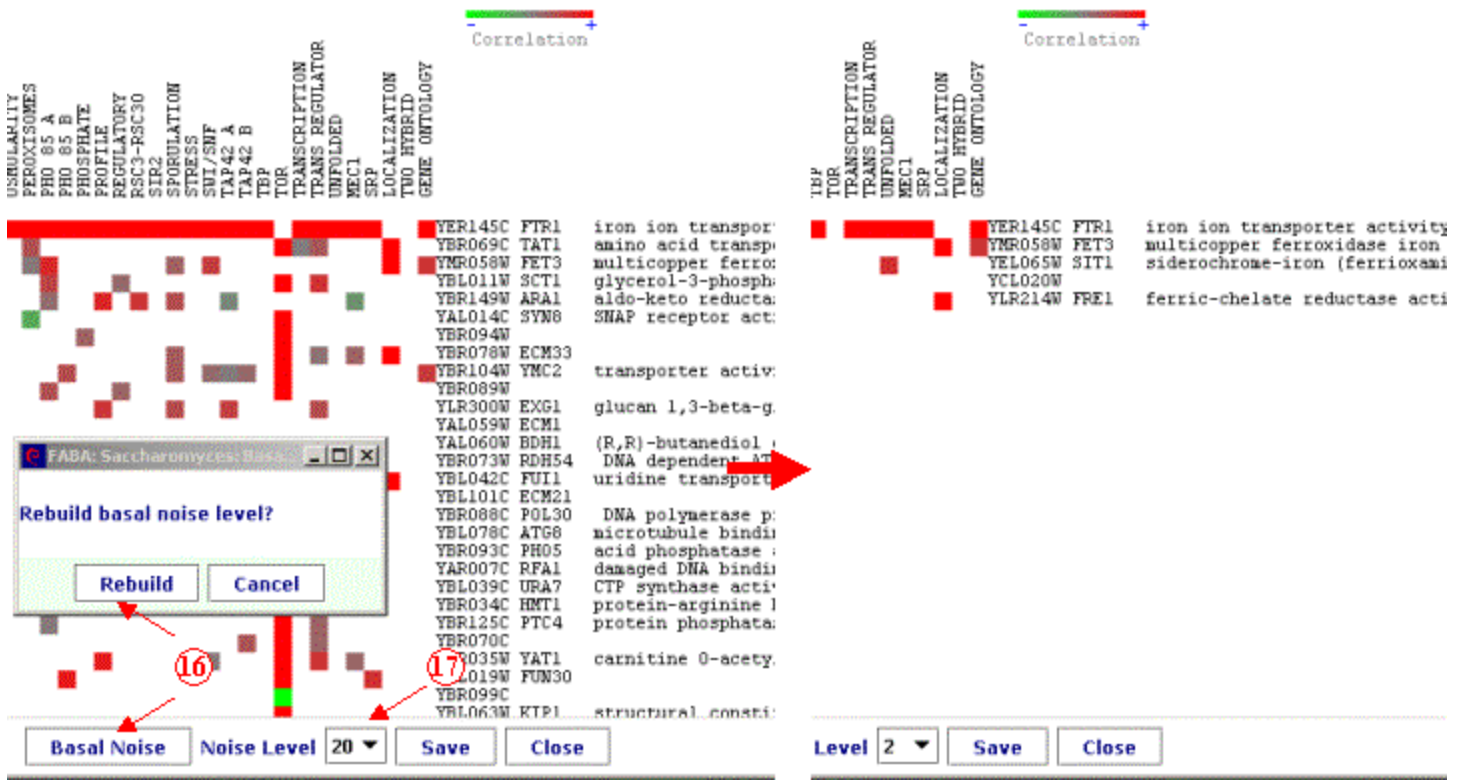 - +
Correlation
PEROXISOMES
PHO 85 A
PHO 85 B
PHOSPHATE
PROFILE
REGULATORY
RSC3-RSC30
SIR2
SPORULATION
STRESS
SWI/SNF
TAP42 A
TAP42 B
TBP
TOR
TRANSCRIPTION
TRANS REGULATOR
UNFOLDED
MEC1
SRP
LOCALIZATION
TWO HYBRID
GENE ONTOLOGY
YER145C FTR1 iron ion transpor
YBR069C TAT1 amino acid transp
YMR058W FET3 multicopper ferro
YBL011W SCT1 glycerol-3-phosph
YBR149W ARA1 aldo-keto reducta
YAL014C SYN8 SNAP receptor act
YBR094W
YBR078W ECM33
YBR104W YMC2 transporter activ
YBR089W
YLR300W EXG1 glucan 1,3-beta-g
YAL059W ECM1
YAL060W BDH1 (R,R)-butanediol
YBR073W RDH54 DNA dependent AT
YBL042C FUI1 uridine transport
YBL101C ECM21
YBR088C POL30 DNA polymerase p
YBL078C ATG8 microtubule bindi
YBR093C PHO5 acid phosphatase
YAR007C RFA1 damaged DNA bindi
YBL039C URA7 CTP synthase acti
YBR034C HMT1 protein-arginine
YBR125C PTC4 protein phosphata
YBR070C
R035W YAT1 carnitine O-acety
L019W FUN30
YBR099C
YBL063W KIP1 structural consti
FABA: Saccharomyces: Basa...
Rebuild basal noise level?
Rebuild Cancel
16
17
Basal Noise Noise Level 20 Save Close
- +
Correlation
TBP
TOR
TRANSCRIPTION
TRANS REGULATOR
UNFOLDED
MEC1
SRP
LOCALIZATION
TWO HYBRID
GENE ONTOLOGY
YER145C FTR1 iron ion transporter activity
YMR058W FET3 multicopper ferroxidase iron
YEL065W SIT1 siderochrome-iron (ferrioxami
YCL020W
YLR214W FRE1 ferric-chelate reductase acti
Level 2 Save Close